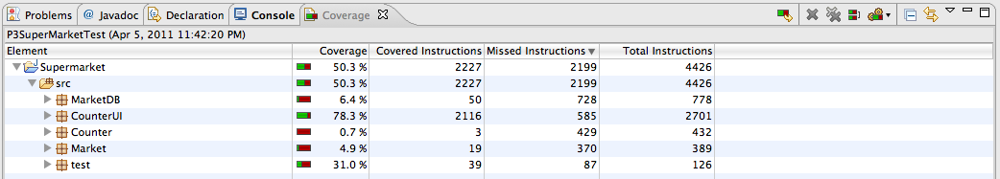 Problems @ Javadoc Declaration Console Coverage
P3SuperMarketTest (Apr 5, 2011 11:42:20 PM)
Element Coverage Covered Instructions Missed Instructions Total Instructions
Supermarket 50.3 % 2227 2199 4426
src 50.3 % 2227 2199 4426
MarketDB 6.4 % 50 728 778
CounterUI 78.3 % 2116 585 2701
Counter 0.7 % 3 429 432
Market 4.9 % 19 370 389
test 31.0 % 39 87 126